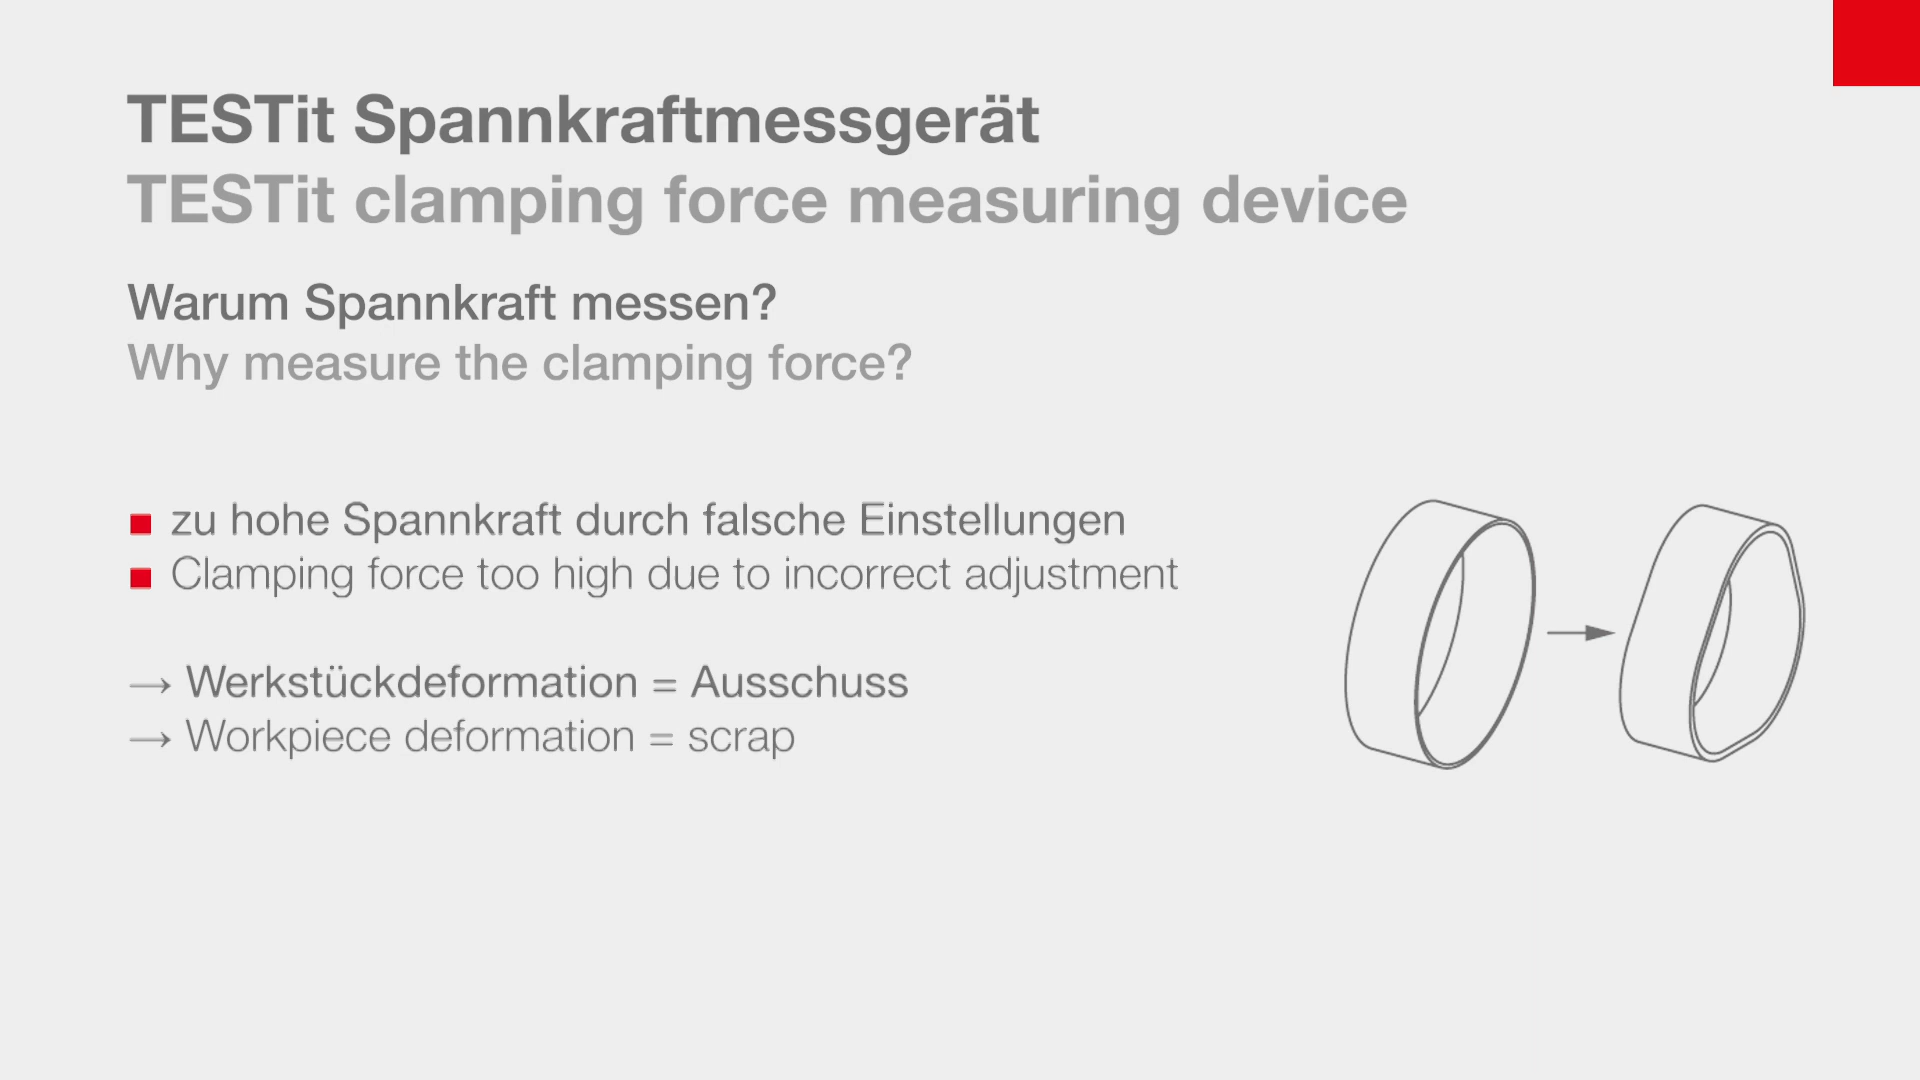 TESTit Spannkraftmessgerät
TESTit clamping force measuring device
Warum Spannkraft messen?
Why measure the clamping force?
zu hohe Spannkraft durch falsche Einstellungen
Clamping force too high due to incorrect adjustment
→ Werkstückdeformation = Ausschuss
→ Workpiece deformation = scrap